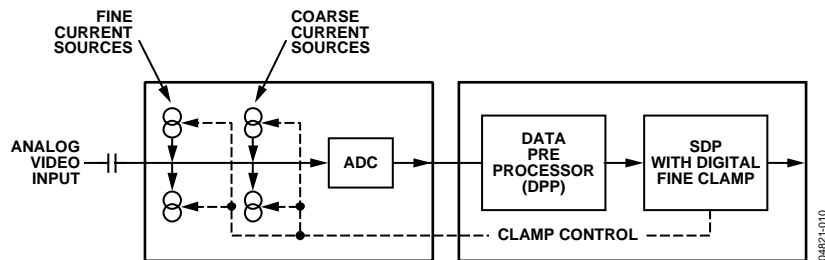 FINE
CURRENT
SOURCES
COARSE
CURRENT
SOURCES
ANALOG
VIDEO
INPUT
ADC
DATA
PRE
PROCESSOR
(DPP)
SDP
WITH DIGITAL
FINE CLAMP
CLAMP CONTROL
04821-010